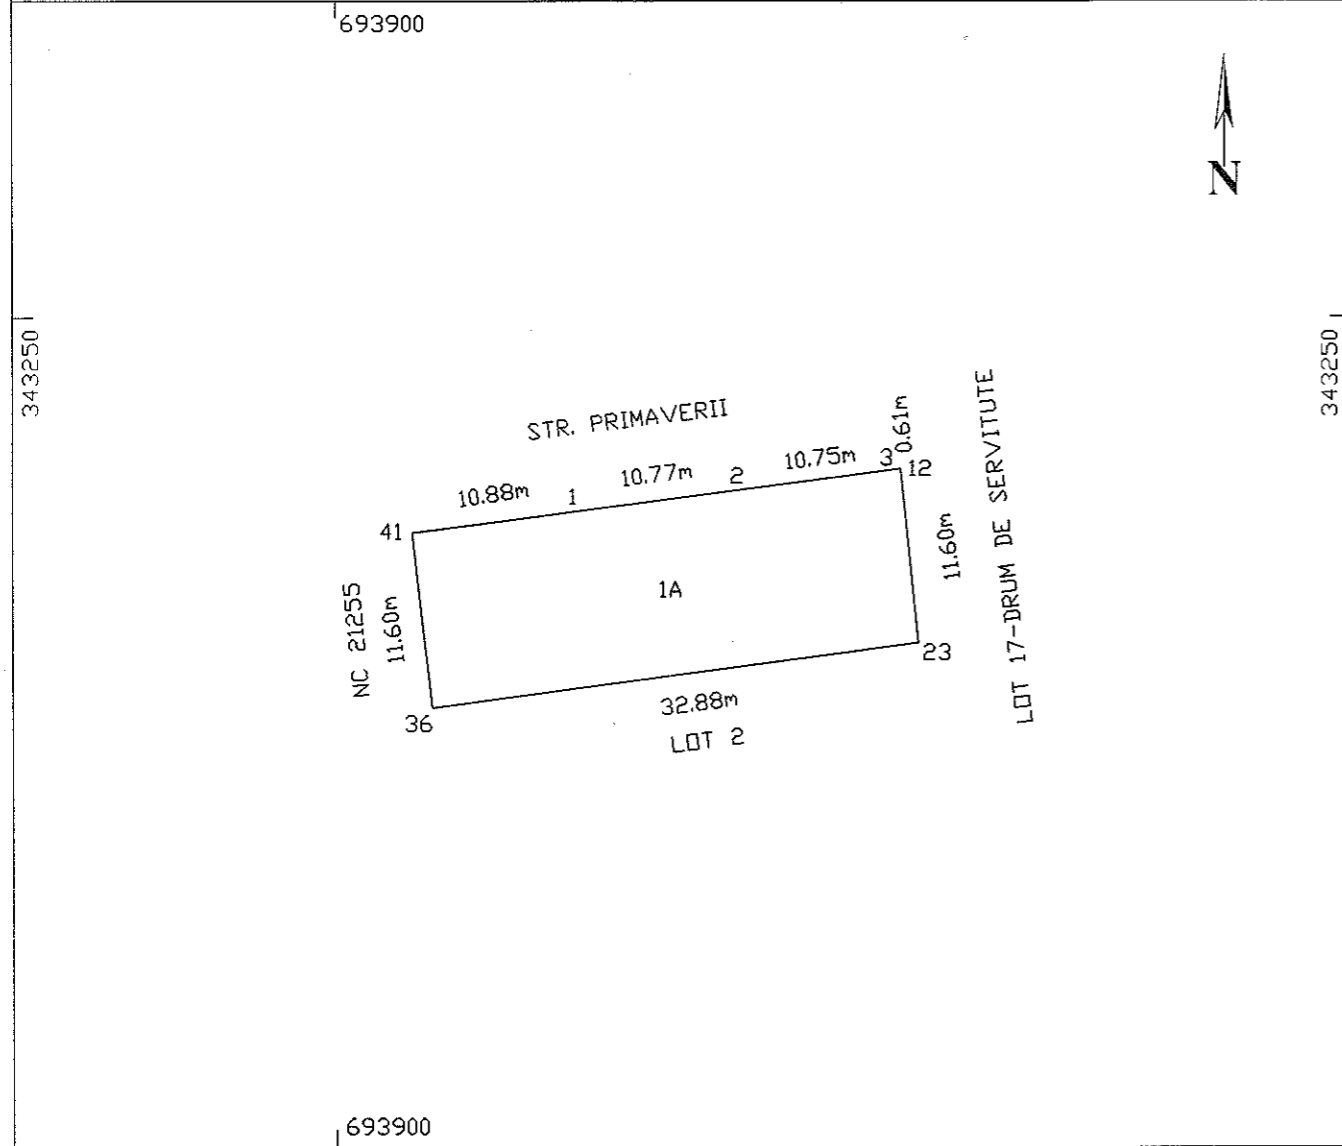 693900
N
343250
343250
STR. PRIMAVERII
0.61m
10.88m
10.77m
10.75m
1
2
3
12
41
LOT 17-DRUM DE SERVITUTE
NC 21255
11.60m
1A
11.60m
23
36
32.88m
LOT 2
693900